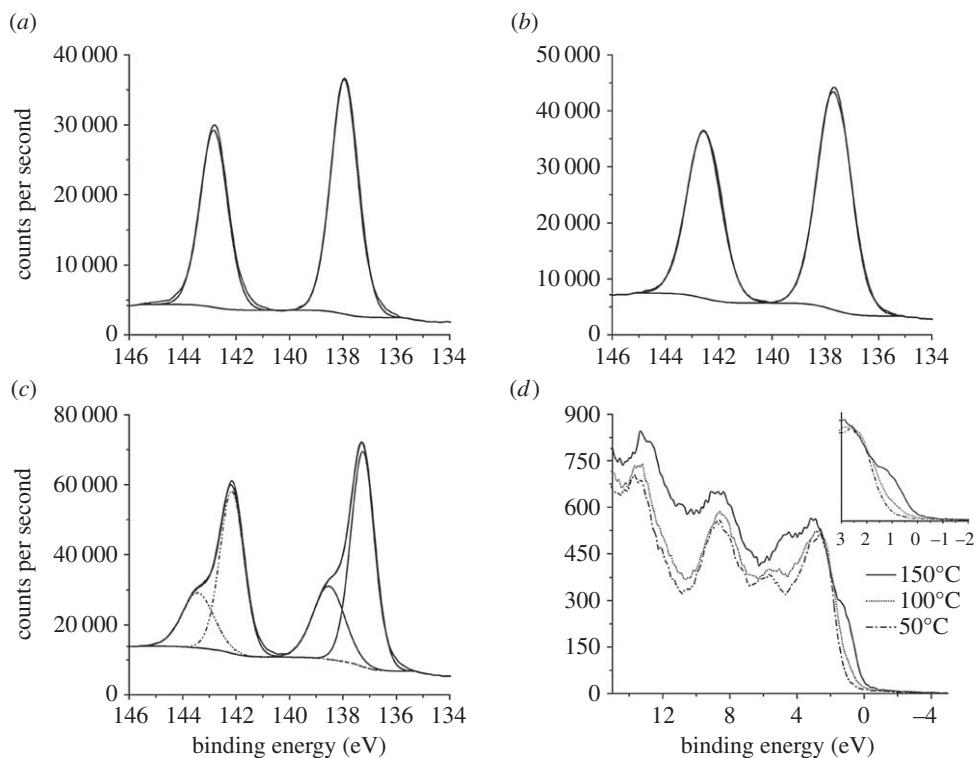 (a)
40 000
30 000
20 000
10 000
0
counts per second
146 144 142 140 138 136 134
(b)
50 000
40 000
30 000
20 000
10 000
0
146 144 142 140 138 136 134
(c)
80 000
60 000
40 000
20 000
0
counts per second
146 144 142 140 138 136 134
binding energy (eV)
(d)
900
750
600
450
300
150
0
3 2 1 0 –1 –2
150°C
100°C
50°C
12 8 4 0 –4
binding energy (eV)